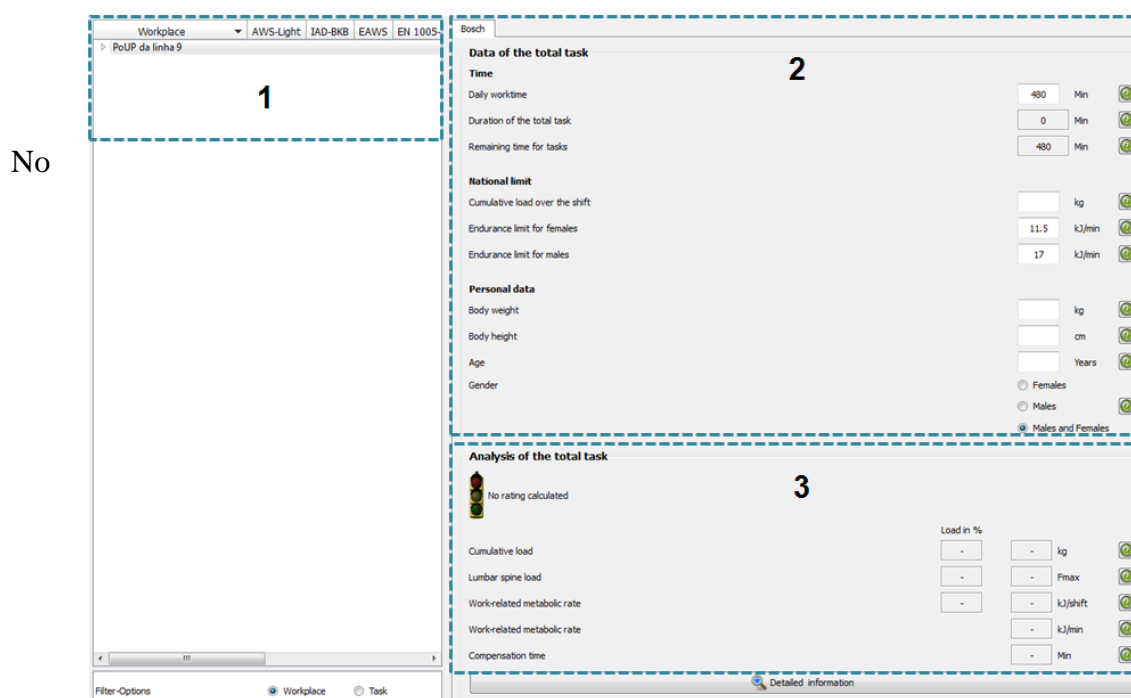 No
Workplace AWS-Light IAD-BKB EAWS EN 1005-
PoUP da linha 9
1
Filter-Options Workplace Task
Bosch
Data of the total task
2
Time
Daily worktime 480 Min
Duration of the total task 0 Min
Remaining time for tasks 480 Min
National limit
Cumulative load over the shift kg
Endurance limit for females 11.5 kJ/min
Endurance limit for males 17 kJ/min
Personal data
Body weight kg
Body height cm
Age Years
Gender Females
Males
Males and Females
Analysis of the total task
3
No rating calculated
Load in %
Cumulative load - - kg
Lumbar spine load - - Fmax
Work-related metabolic rate - - kJ/shift
Work-related metabolic rate - kJ/min
Compensation time - Min
Detailed information